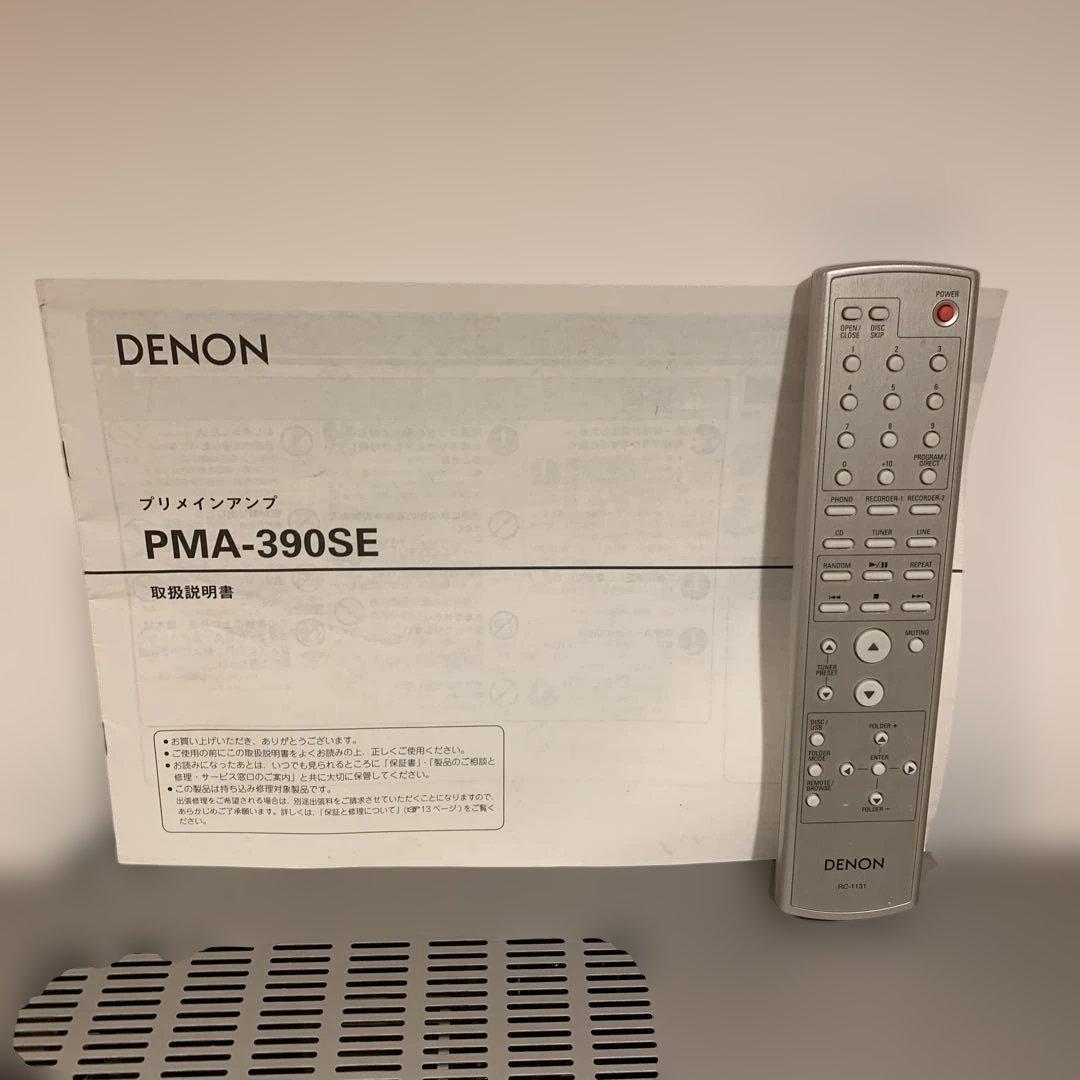 DENON
プリメインアンプ
PMA-390SE
取扱説明書
● お買い上げいただき、ありがとうございます。
● ご使用の前にこの取扱説明書をよくお読みの上、正しくご使用ください。
● お読みになったあとは、いつでも見られるところに「保証書」・「製品のご相談と
修理・サービス窓口のご案内」と共に大切に保管してください。
● この製品は持ち込み修理対象製品です。
出張修理をご希望される場合は、別途出張料をご請求させていただくことになりますので、
あらかじめご了承願います。詳しくは、「保証と修理について」(☞13ページ)をご覧く
ださい。
POWER
OPEN/ DISC
CLOSE SKIP
1 2 3
4 5 6
7 8 9
0 +10 PROGRAM/
DIRECT
PHONO RECORDER-1 RECORDER-2
CD TUNER LINE
RANDOM ►/❚❚ REPEAT
|◄◄ ■ ►►|
MUTING
TUNER
PRESET
DISC/
USB
FOLDER +
FOLDER
MODE
ENTER
REMOTE/
BROWSE
FOLDER −
DENON
RC-1131